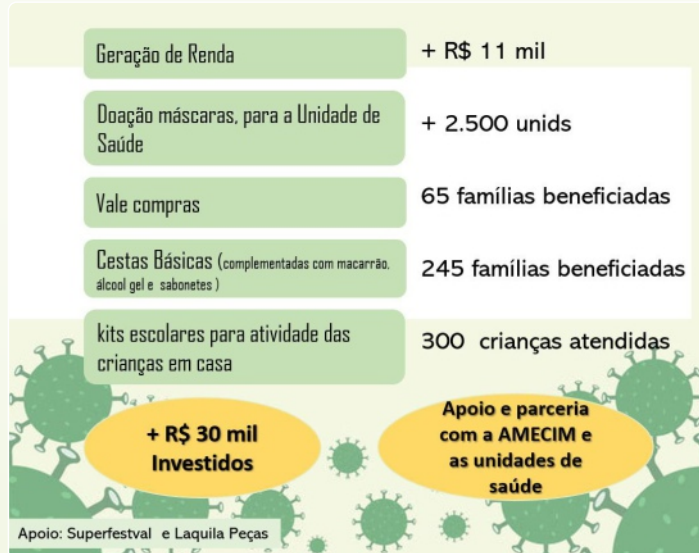 Geração de Renda
+ R$ 11 mil
Doação máscaras, para a Unidade de
Saúde
+ 2.500 unids
Vale compras
65 famílias beneficiadas
Cestas Básicas (complementadas com macarrão,
álcool gel e sabonetes )
245 famílias beneficiadas
kits escolares para atividade das
crianças em casa
300 crianças atendidas
+ R$ 30 mil
Investidos
Apoio e parceria
com a AMECIM e
as unidades de
saúde
Apoio: Superfestval e Laquila Peças